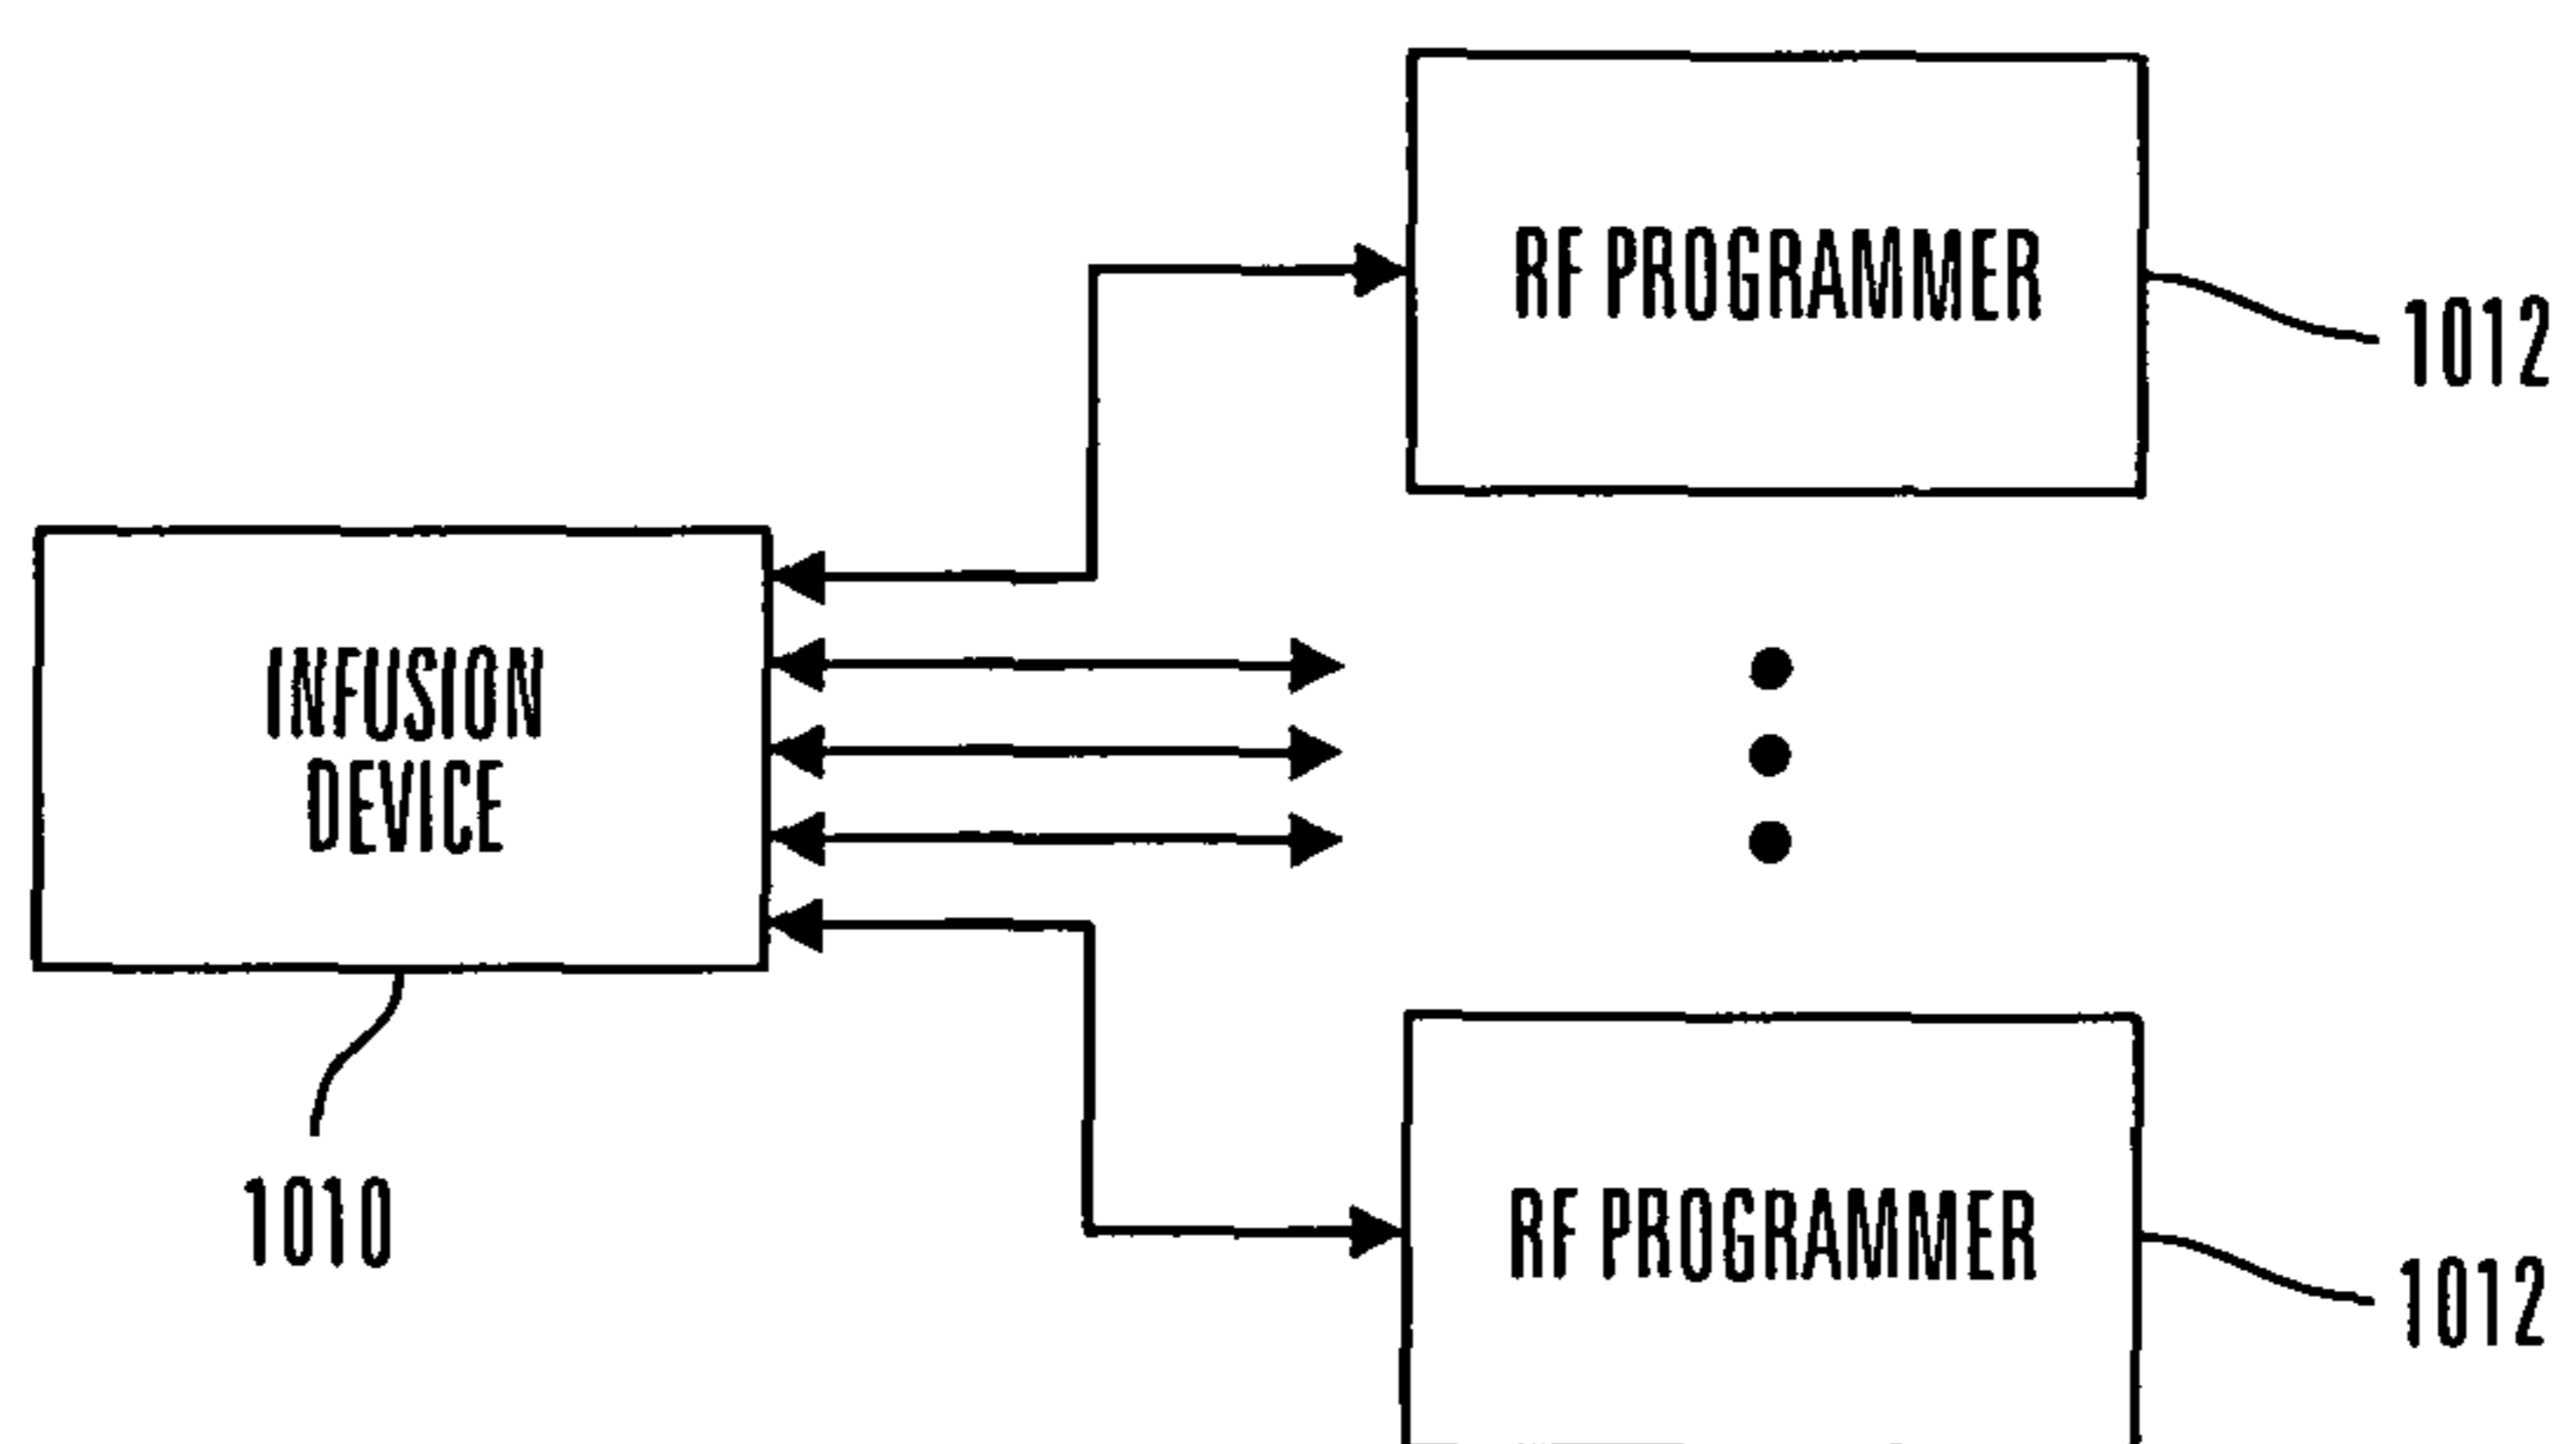 RF PROGRAMMER
1012
INFUSION
DEVICE
1010
RF PROGRAMMER
1012